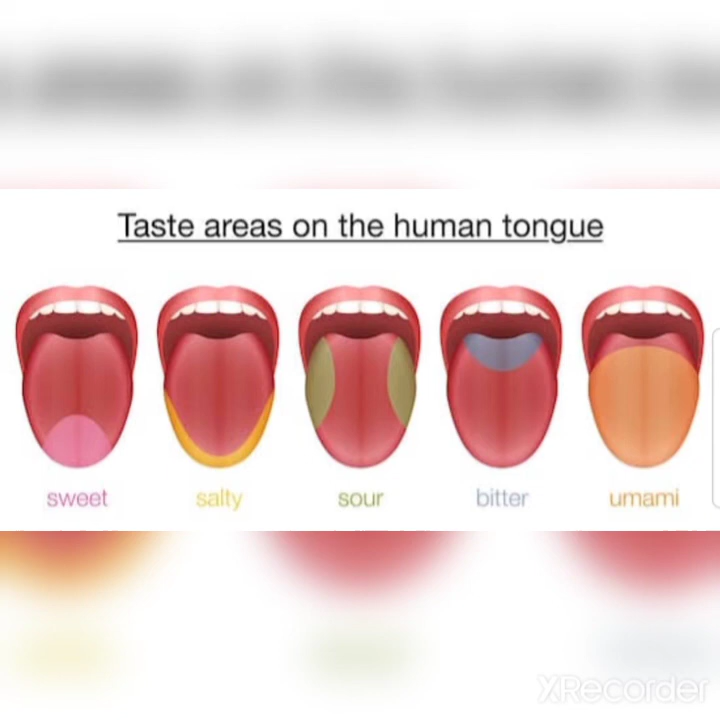 Taste areas on the human tongue
sweet salty sour bitter umami
XRecorder